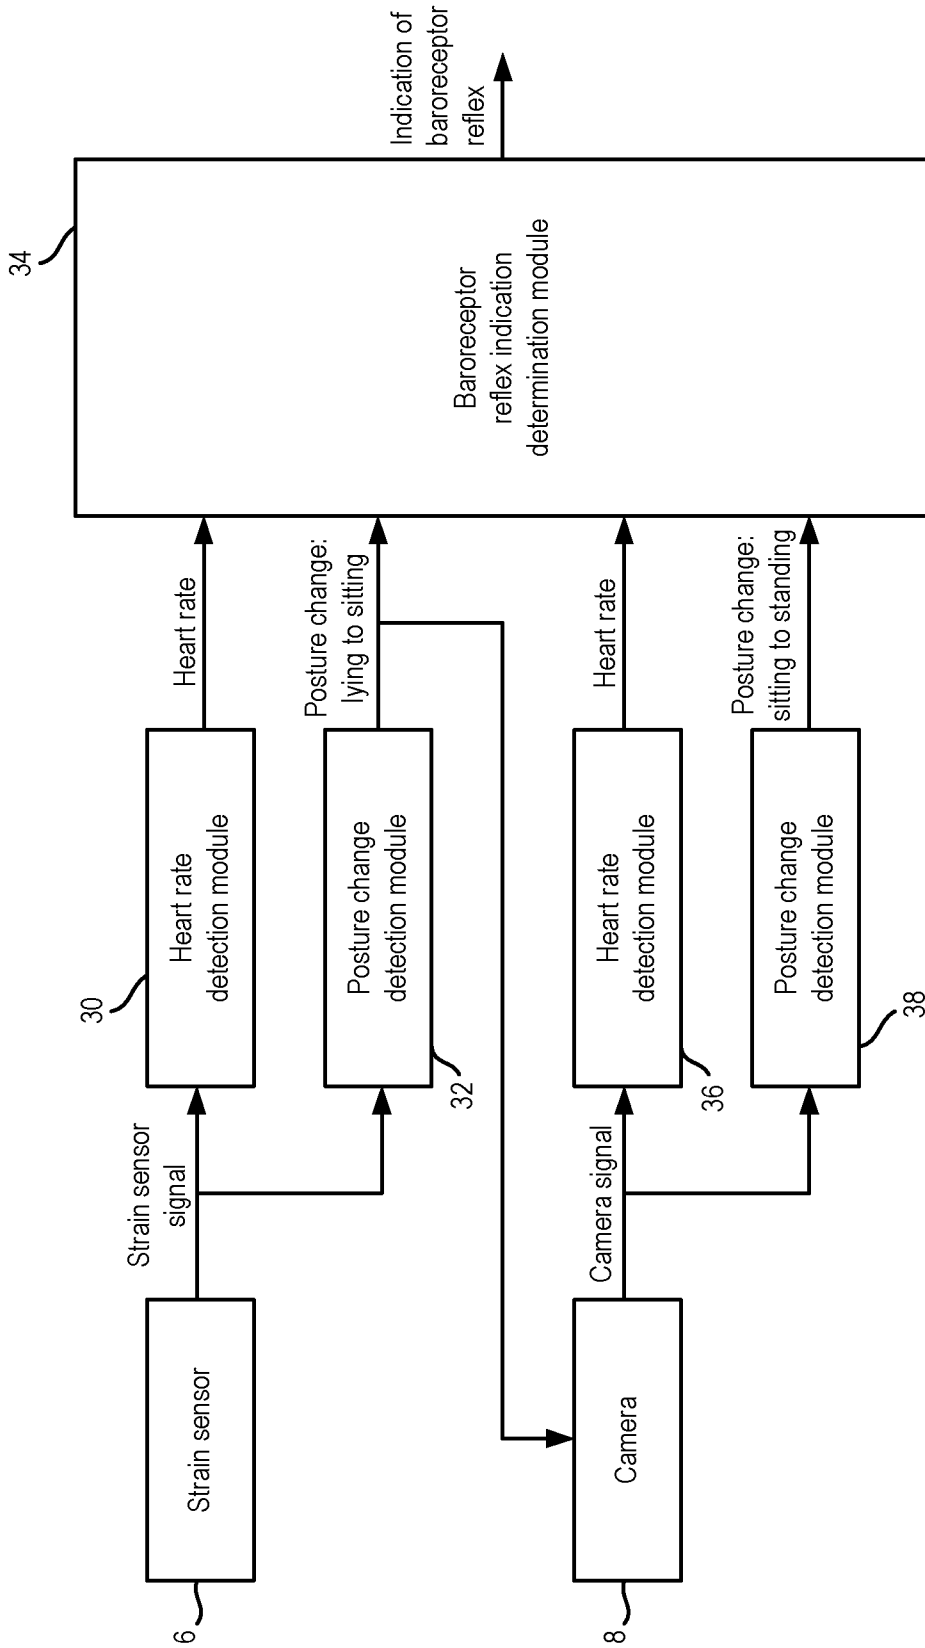 6
Strain sensor
Strain sensor
signal
30
Heart rate
detection module
Heart rate
32
Posture change
detection module
Posture change:
lying to sitting
34
Baroreceptor
reflex indication
determination module
Indication of
baroreceptor
reflex
8
Camera
Camera signal
36
Heart rate
detection module
Heart rate
38
Posture change
detection module
Posture change:
sitting to standing